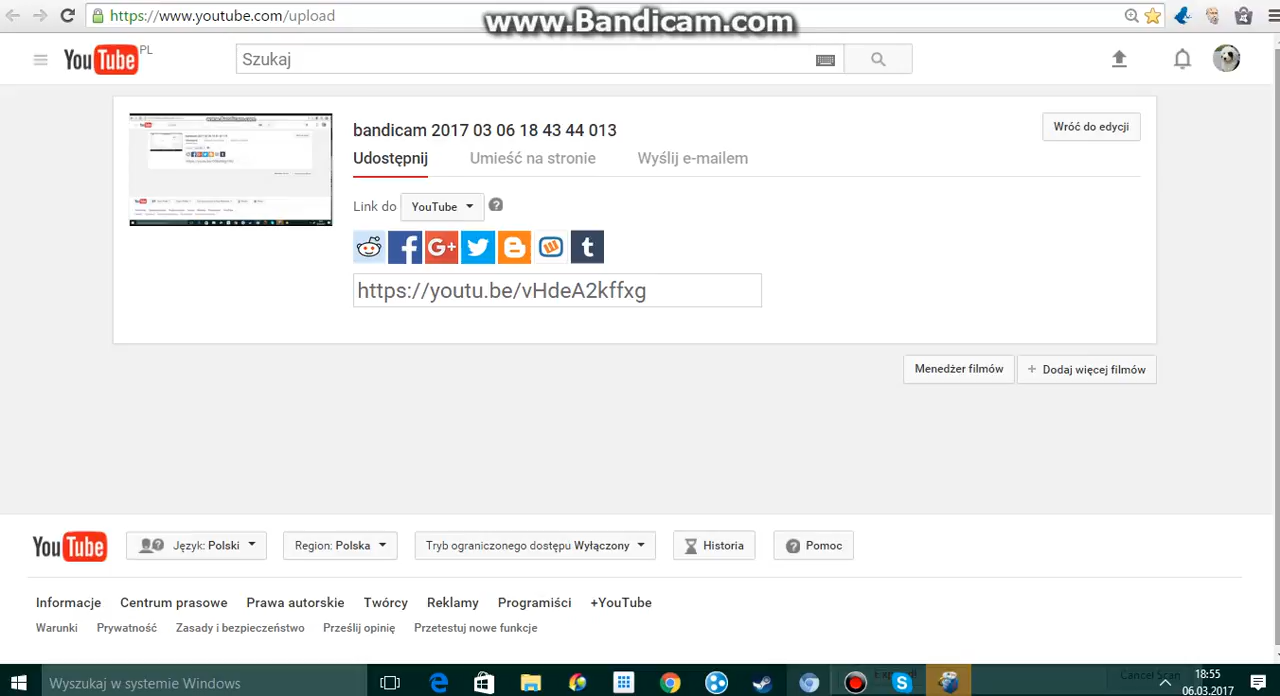 https://www.youtube.com/upload
www.Bandicam.com
YouTube PL
Szukaj
bandicam 2017 03 06 18 43 44 013
Wróć do edycji
Udostępnij Umieść na stronie Wyślij e-mailem
Link do YouTube ?
G+ t
https://youtu.be/vHdeA2kffxg
Menedżer filmów + Dodaj więcej filmów
YouTube Język: Polski Region: Polska Tryb ograniczonego dostępu Wyłączony Historia ? Pomoc
Informacje Centrum prasowe Prawa autorskie Twórcy Reklamy Programiści +YouTube
Warunki Prywatność Zasady i bezpieczeństwo Prześlij opinię Przetestuj nowe funkcje
Wyszukaj w systemie Windows
Cancel Scan
18:55
06.03.2017